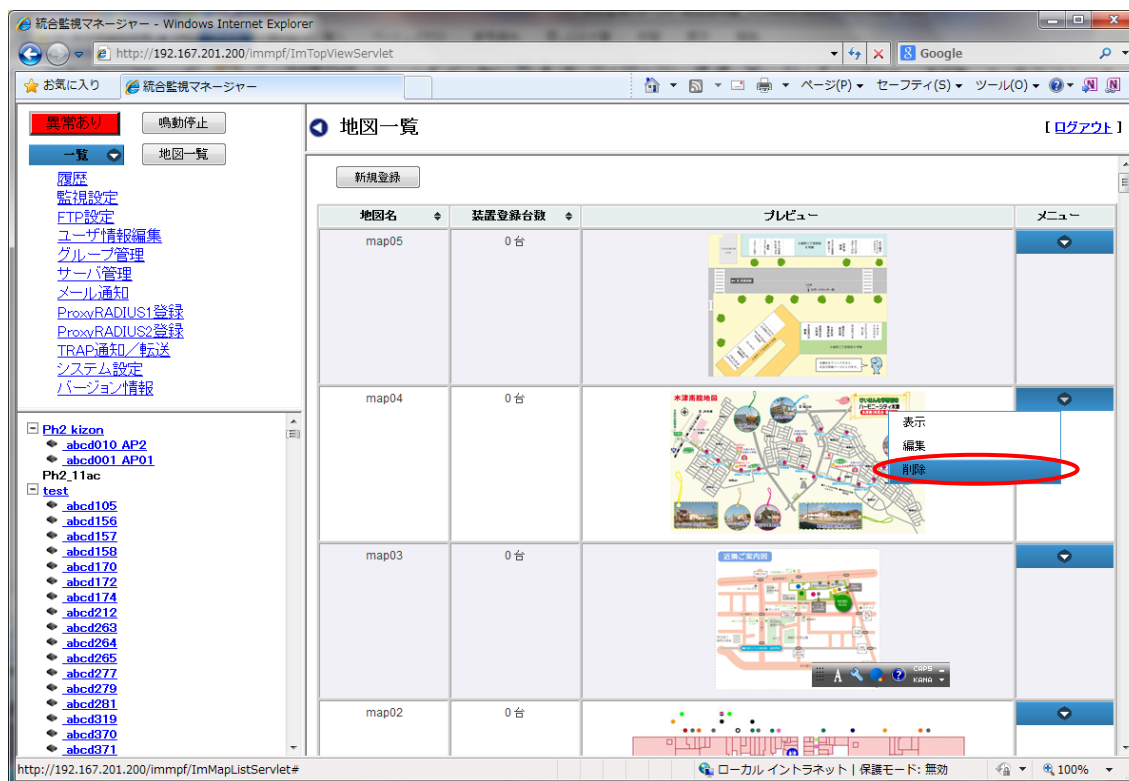 統合監視マネージャー - Windows Internet Explorer
http://192.167.201.200/immpf/ImTopViewServlet
Google
お気に入り
統合監視マネージャー
ページ(P)
セーフティ(S)
ツール(O)
異常あり
鳴動停止
一覧
地図一覧
履歴
監視設定
FTP設定
ユーザ情報編集
グループ管理
サーバ管理
メール通知
ProxyRADIUS1登録
ProxyRADIUS2登録
TRAP通知／転送
システム設定
バージョン情報
Ph2 kizon
abcd010 AP2
abcd001 AP01
Ph2_11ac
test
abcd105
abcd156
abcd157
abcd158
abcd170
abcd172
abcd174
abcd212
abcd263
abcd264
abcd265
abcd277
abcd279
abcd281
abcd319
abcd370
abcd371
地図一覧
[ ログアウト ]
新規登録
地図名 装置登録台数 プレビュー メニュー
map05 0 台
map04 0 台
木津南総地図
表示
編集
削除
map03 0 台
近隣ご案内図
A CAPS
KANA
map02 0 台
http://192.167.201.200/immpf/ImMapListServlet#
ローカル イントラネット | 保護モード: 無効
100%